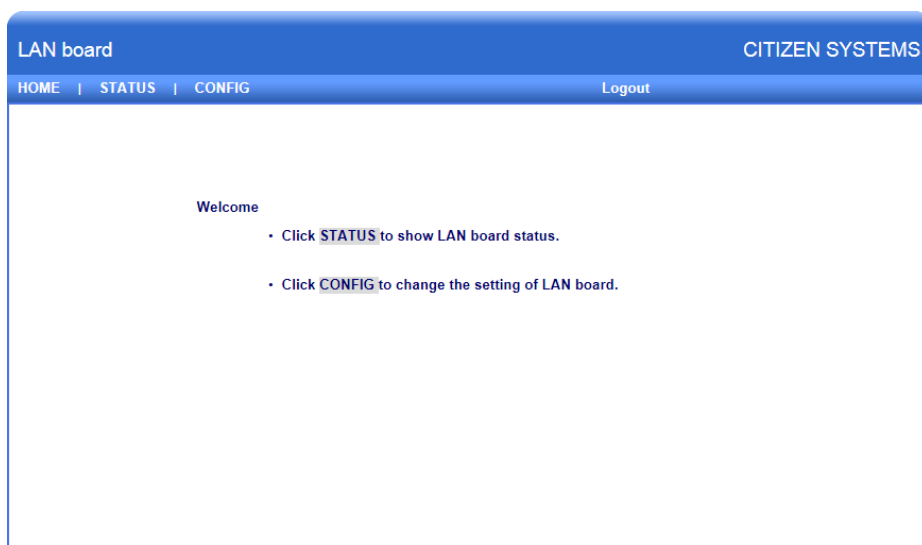 LAN board CITIZEN SYSTEMS
HOME | STATUS | CONFIG Logout
Welcome
• Click STATUS to show LAN board status.
• Click CONFIG to change the setting of LAN board.